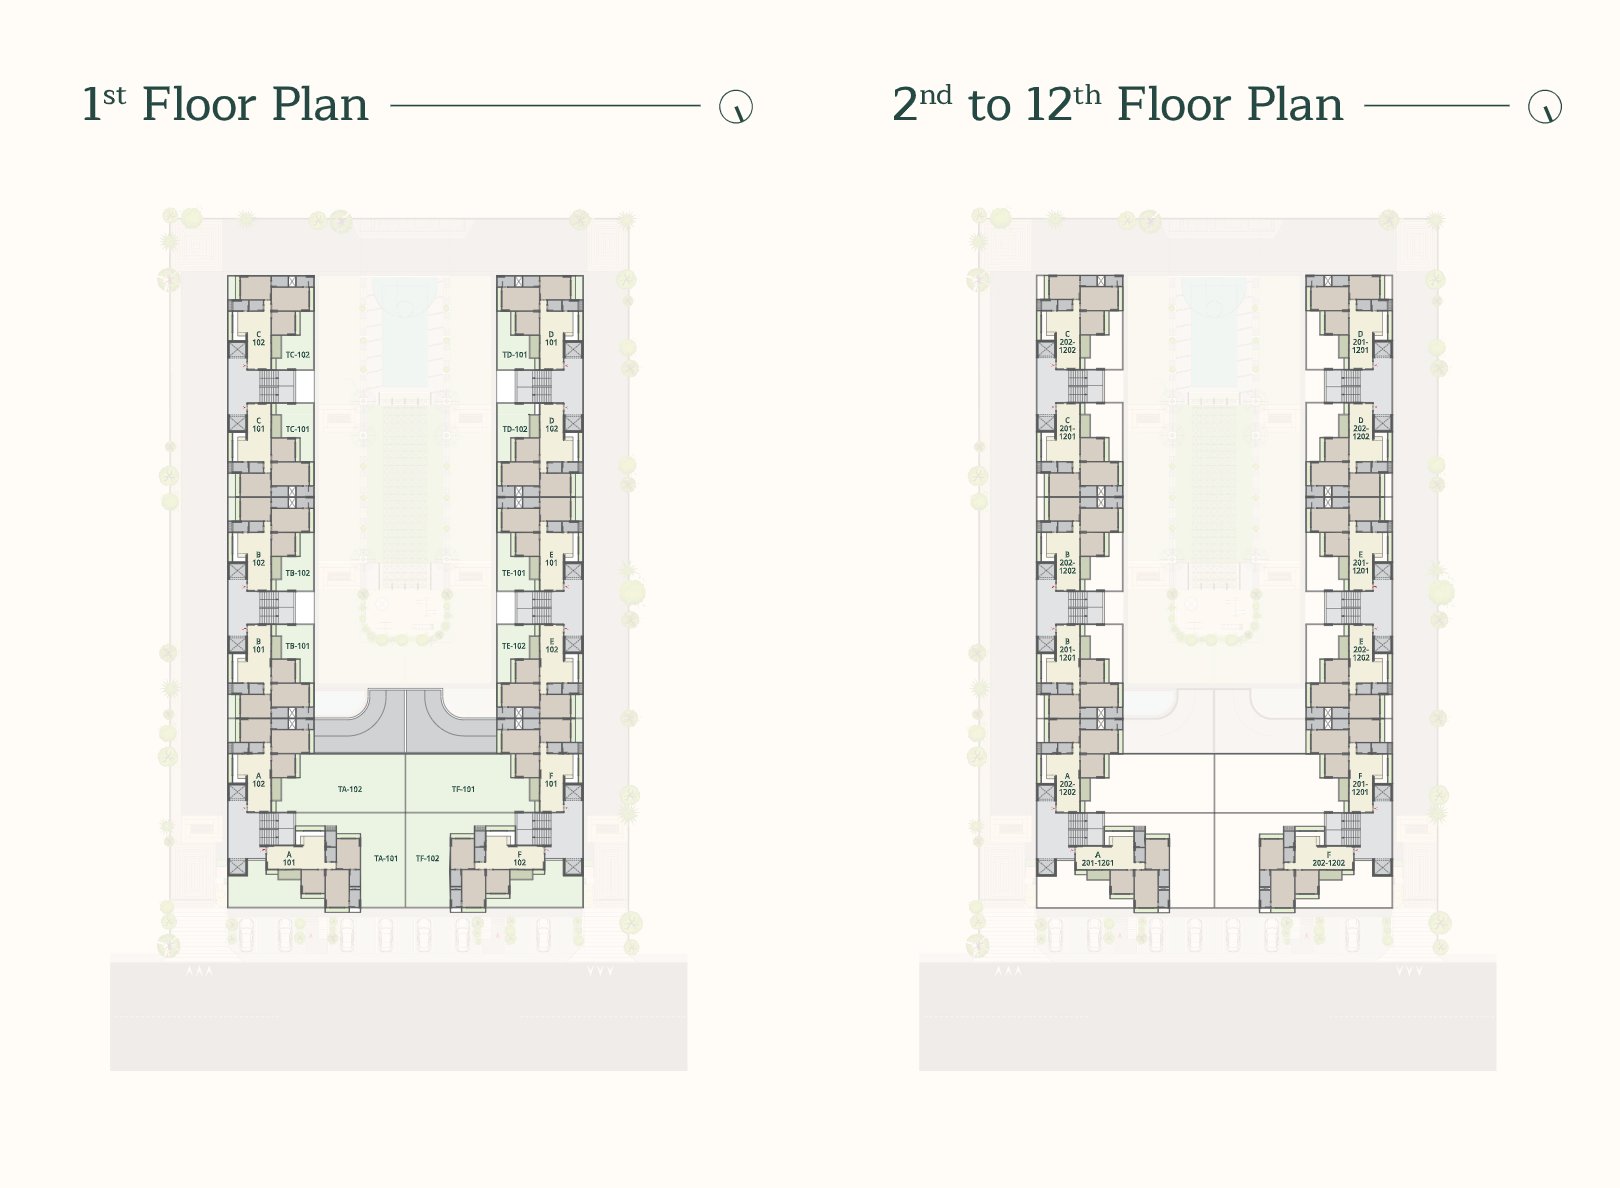 1st Floor Plan
2nd to 12th Floor Plan
C
102
TC-102
TD-101
D
101
C
101
TC-101
TD-102
D
102
B
102
TB-102
TE-101
E
101
B
101
TB-101
TE-102
E
102
A
102
TA-102
TF-101
F
101
A
101
TA-101
TF-102
F
102
C
202-
1202
D
201-
1201
C
201-
1201
D
202-
1202
B
202-
1202
E
201-
1201
B
201-
1201
E
202-
1202
A
202-
1202
F
201-
1201
A
201-1201
F
202-1202